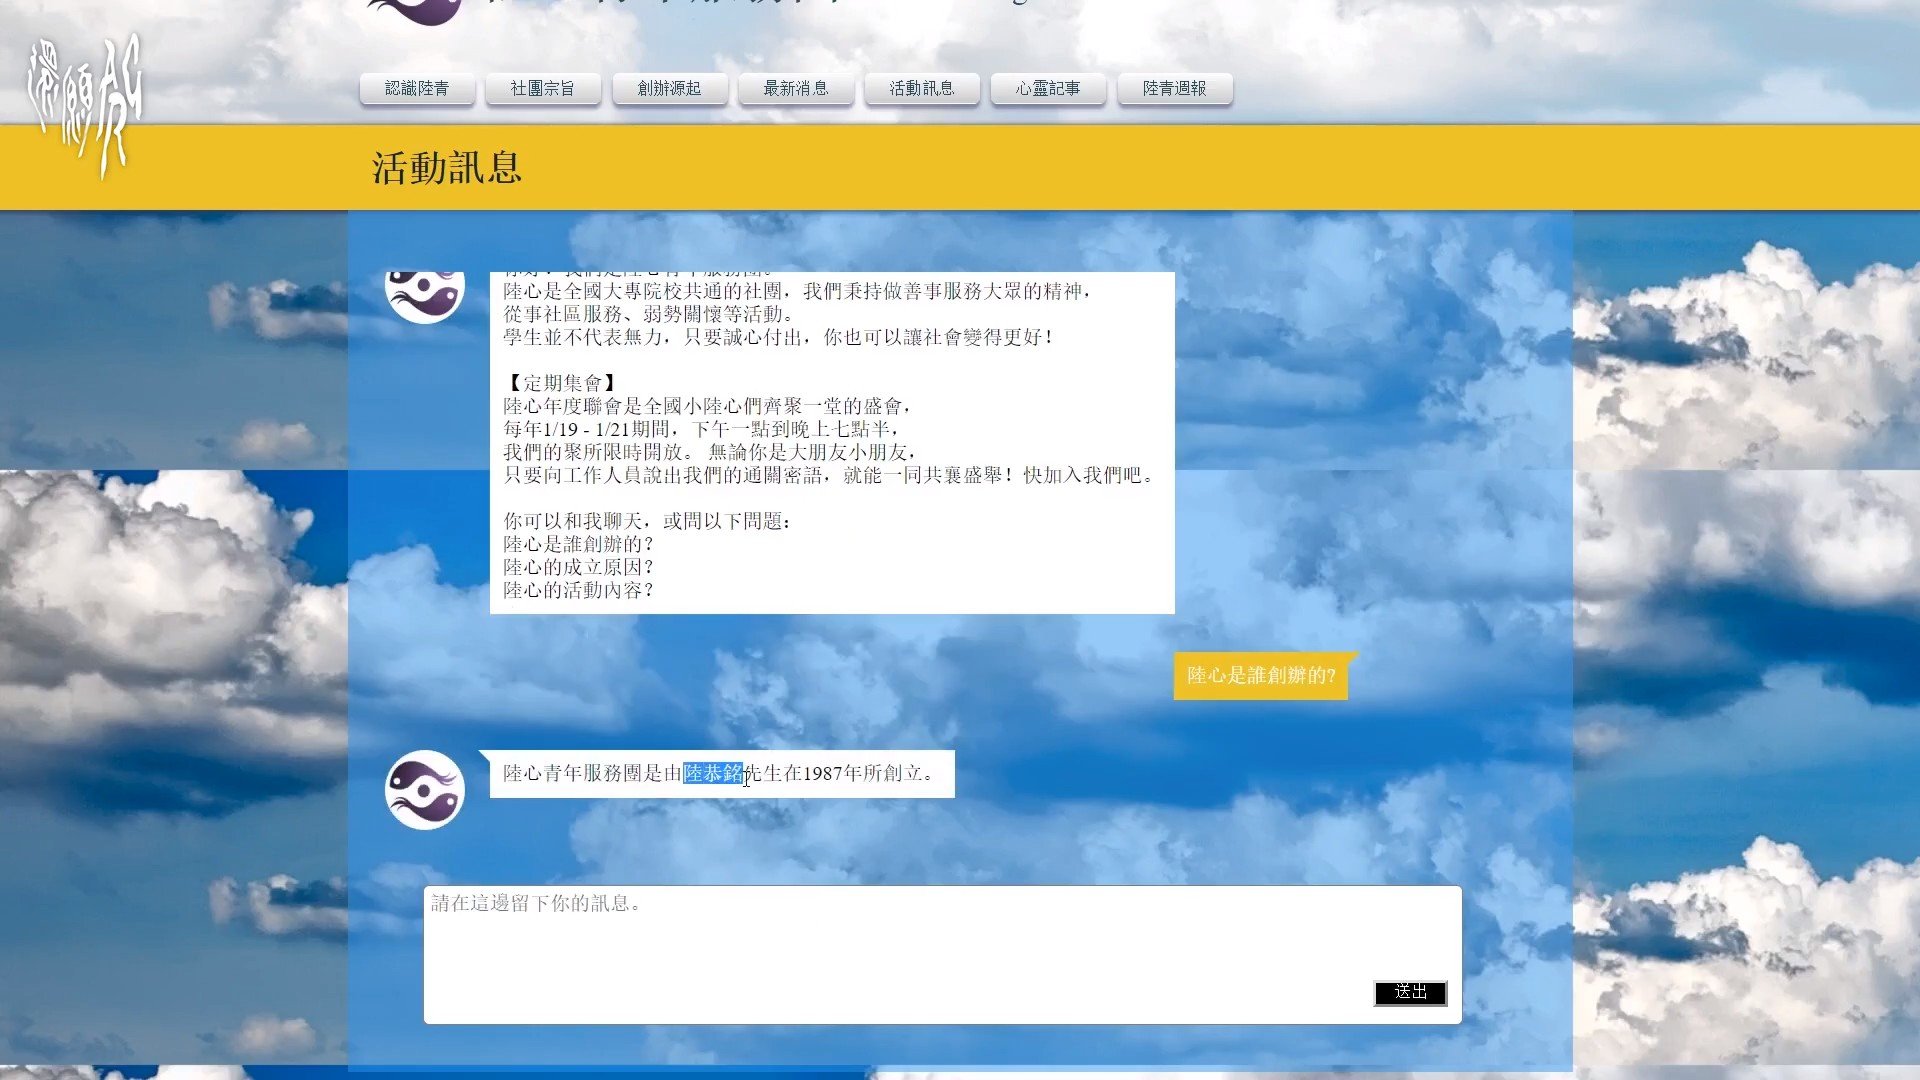 還願
認識陸青
社團宗旨
創辦源起
最新消息
活動訊息
心靈記事
陸青週報
活動訊息
陸心是全國大專院校共通的社團，我們秉持做善事服務大眾的精神，
從事社區服務、弱勢關懷等活動。
學生並不代表無力，只要誠心付出，你也可以讓社會變得更好！
【定期集會】
陸心年度聯會是全國小陸心們齊聚一堂的盛會，
每年1/19 - 1/21期間，下午一點到晚上七點半，
我們的聚所限時開放。 無論你是大朋友小朋友，
只要向工作人員說出我們的通關密語，就能一同共襄盛舉！快加入我們吧。
你可以和我聊天，或問以下問題：
陸心是誰創辦的？
陸心的成立原因？
陸心的活動內容？
陸心是誰創辦的?
陸心青年服務團是由陸恭銘先生在1987年所創立。
請在這邊留下你的訊息。
送出